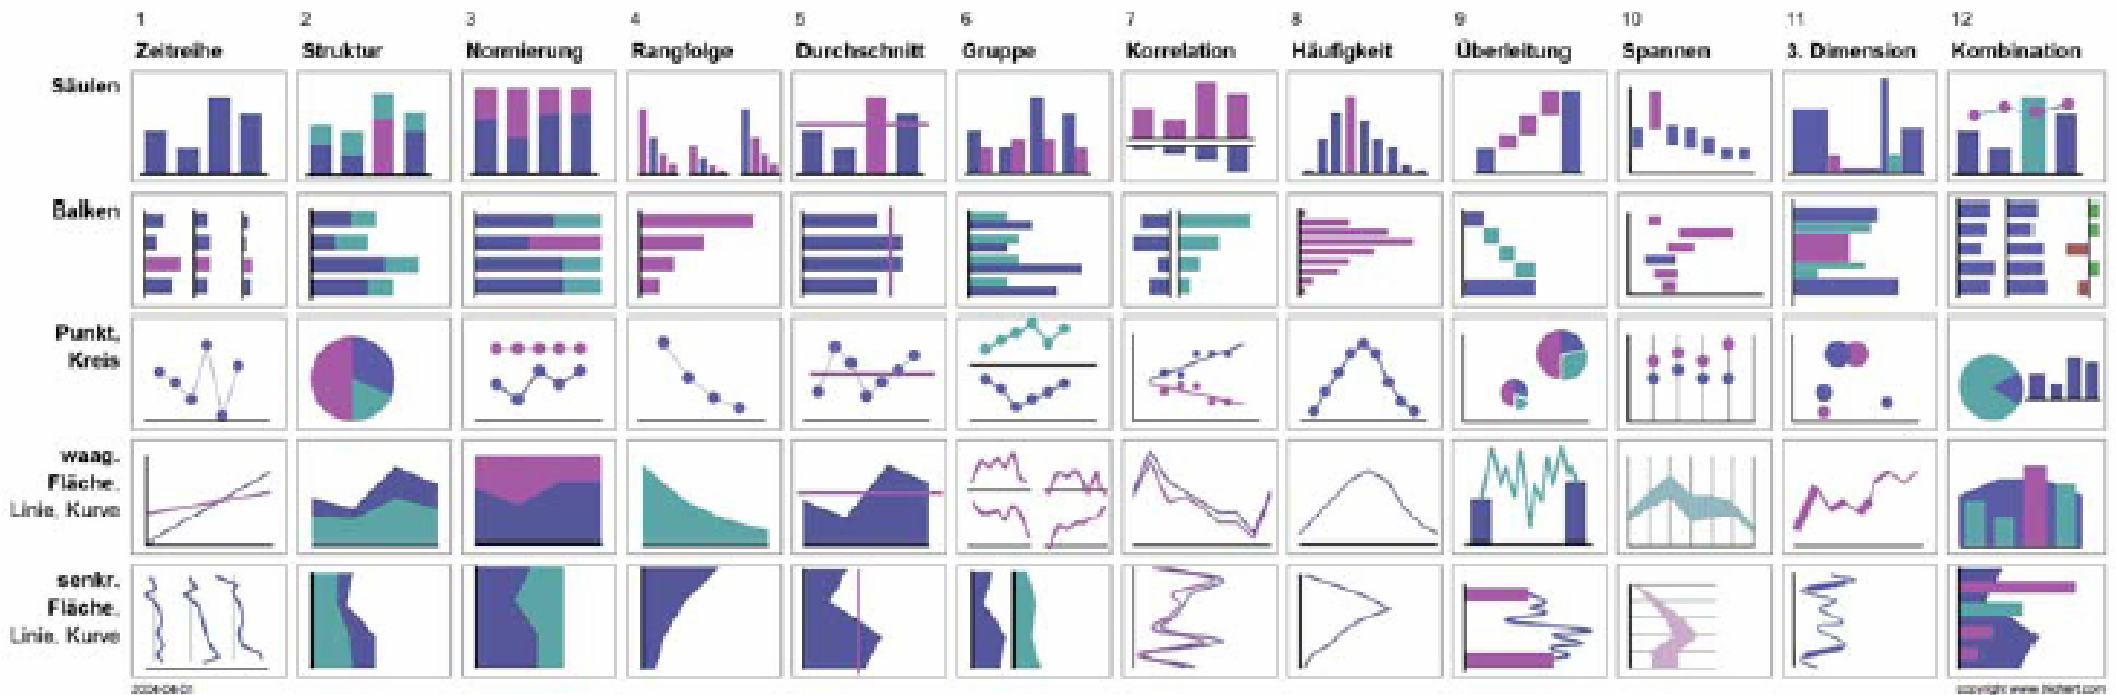 1 2 3 4 5 6 7 8 9 10 11 12
Zeitreihe Struktur Normierung Rangfolge Durchschnitt Gruppe Korrelation Häufigkeit Überleitung Spannen 3. Dimension Kombination
Säulen
Balken
Punkt,
Kreis
waag.
Fläche,
Linie, Kurve
senkr.
Fläche,
Linie, Kurve
copyright